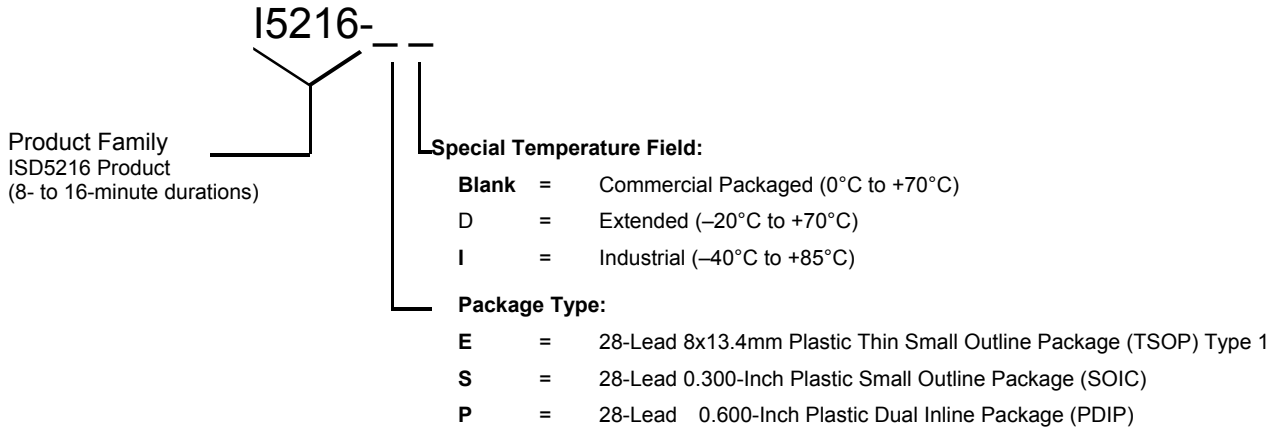 I5216-_ _
Product Family
ISD5216 Product
(8- to 16-minute durations)
Special Temperature Field:
Blank = Commercial Packaged (0°C to +70°C)
D = Extended (–20°C to +70°C)
I = Industrial (–40°C to +85°C)
Package Type:
E = 28-Lead 8x13.4mm Plastic Thin Small Outline Package (TSOP) Type 1
S = 28-Lead 0.300-Inch Plastic Small Outline Package (SOIC)
P = 28-Lead 0.600-Inch Plastic Dual Inline Package (PDIP)